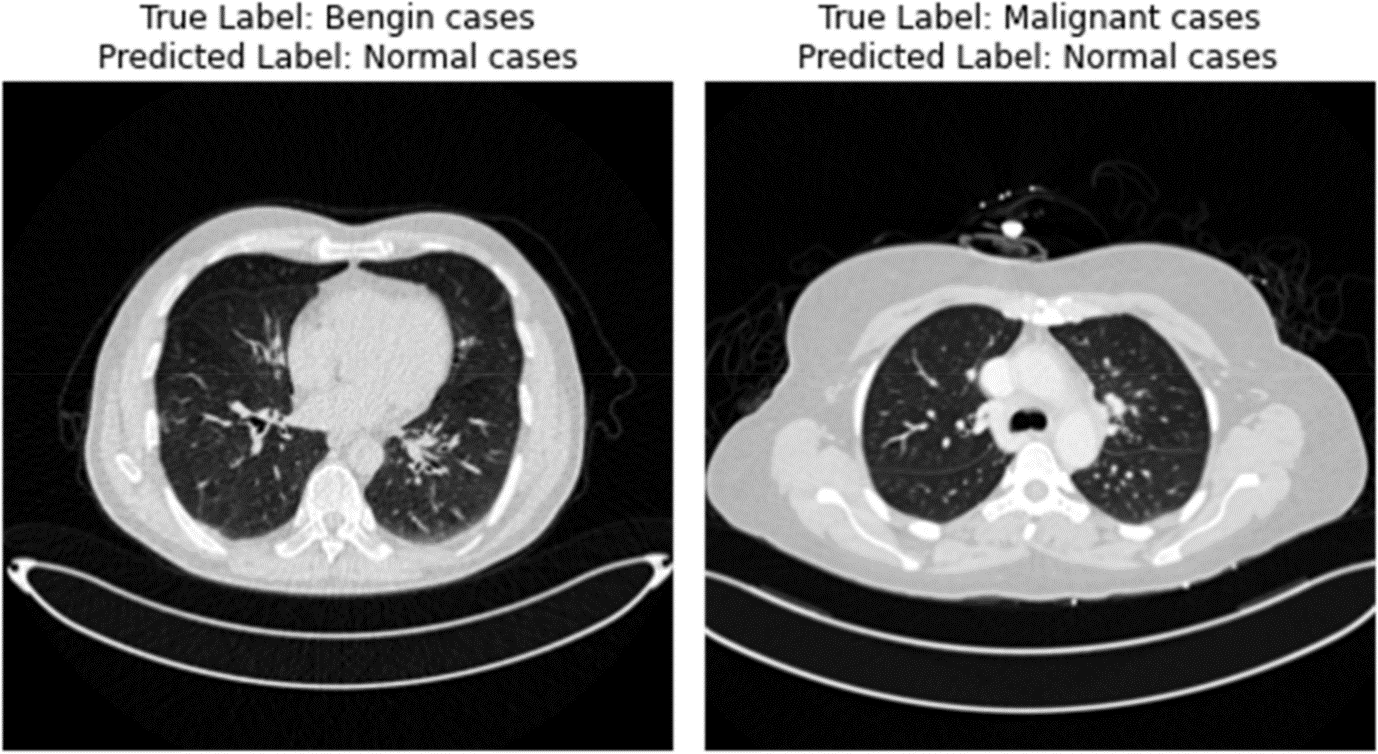 True Label: Bengin cases
Predicted Label: Normal cases
True Label: Malignant cases
Predicted Label: Normal cases